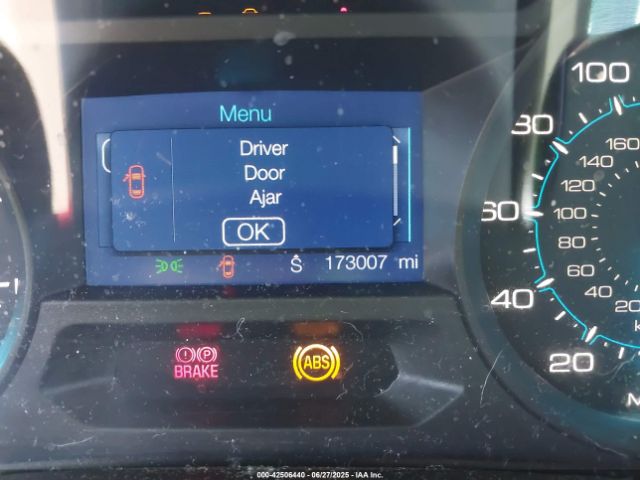 Menu
Driver
Door
Ajar
OK
S 173007 mi
(!) (P)
BRAKE
ABS
100
80
60
40
20
160
140
120
100
80
60
40
20
000-42506440 - 06/27/2025 - IAA Inc.